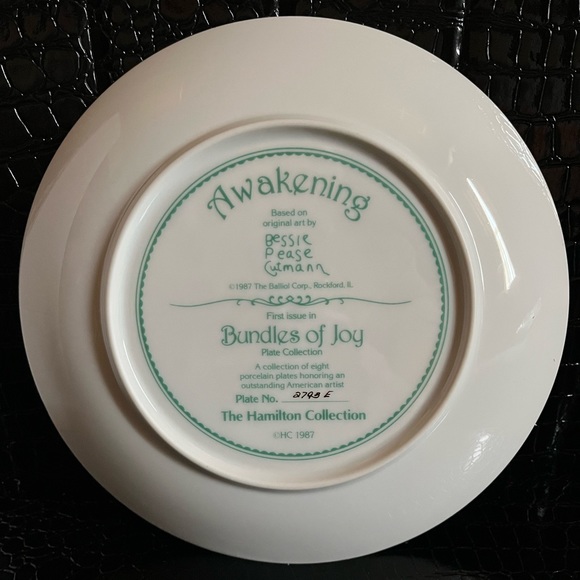 Awakening
Based on
original art by
Bessie
Pease
Gutmann
©1987 The Balliol Corp., Rockford, IL
First issue in
Bundles of Joy
Plate Collection
A collection of eight
porcelain plates honoring an
outstanding American artist
Plate No. 2793 E
The Hamilton Collection
©HC 1987